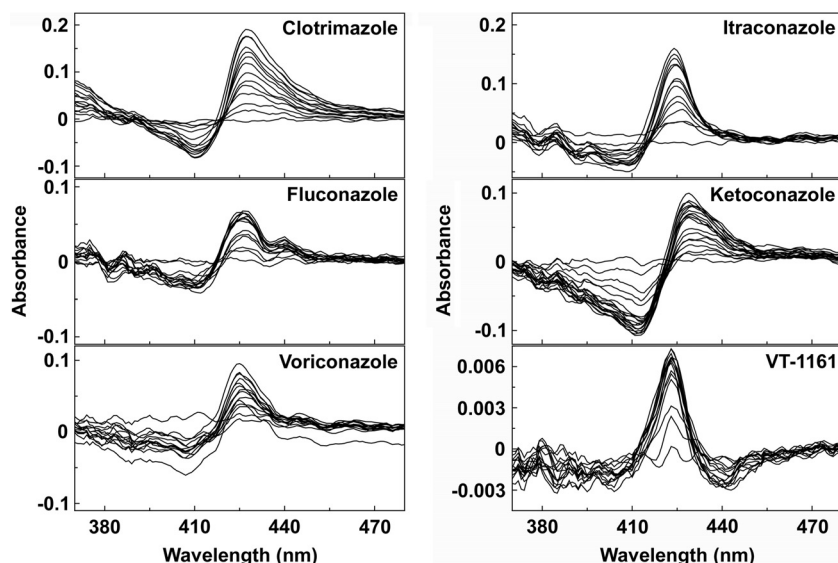 Clotrimazole
0.2
0.1
0
-0.1
Fluconazole
0.1
0
-0.1
Voriconazole
0.1
0
-0.1
Absorbance
380 410 440 470
Wavelength (nm)
Itraconazole
0.2
0.1
0
Ketoconazole
0.1
0
-0.1
VT-1161
0.006
0.003
0
-0.003
Absorbance
380 410 440 470
Wavelength (nm)